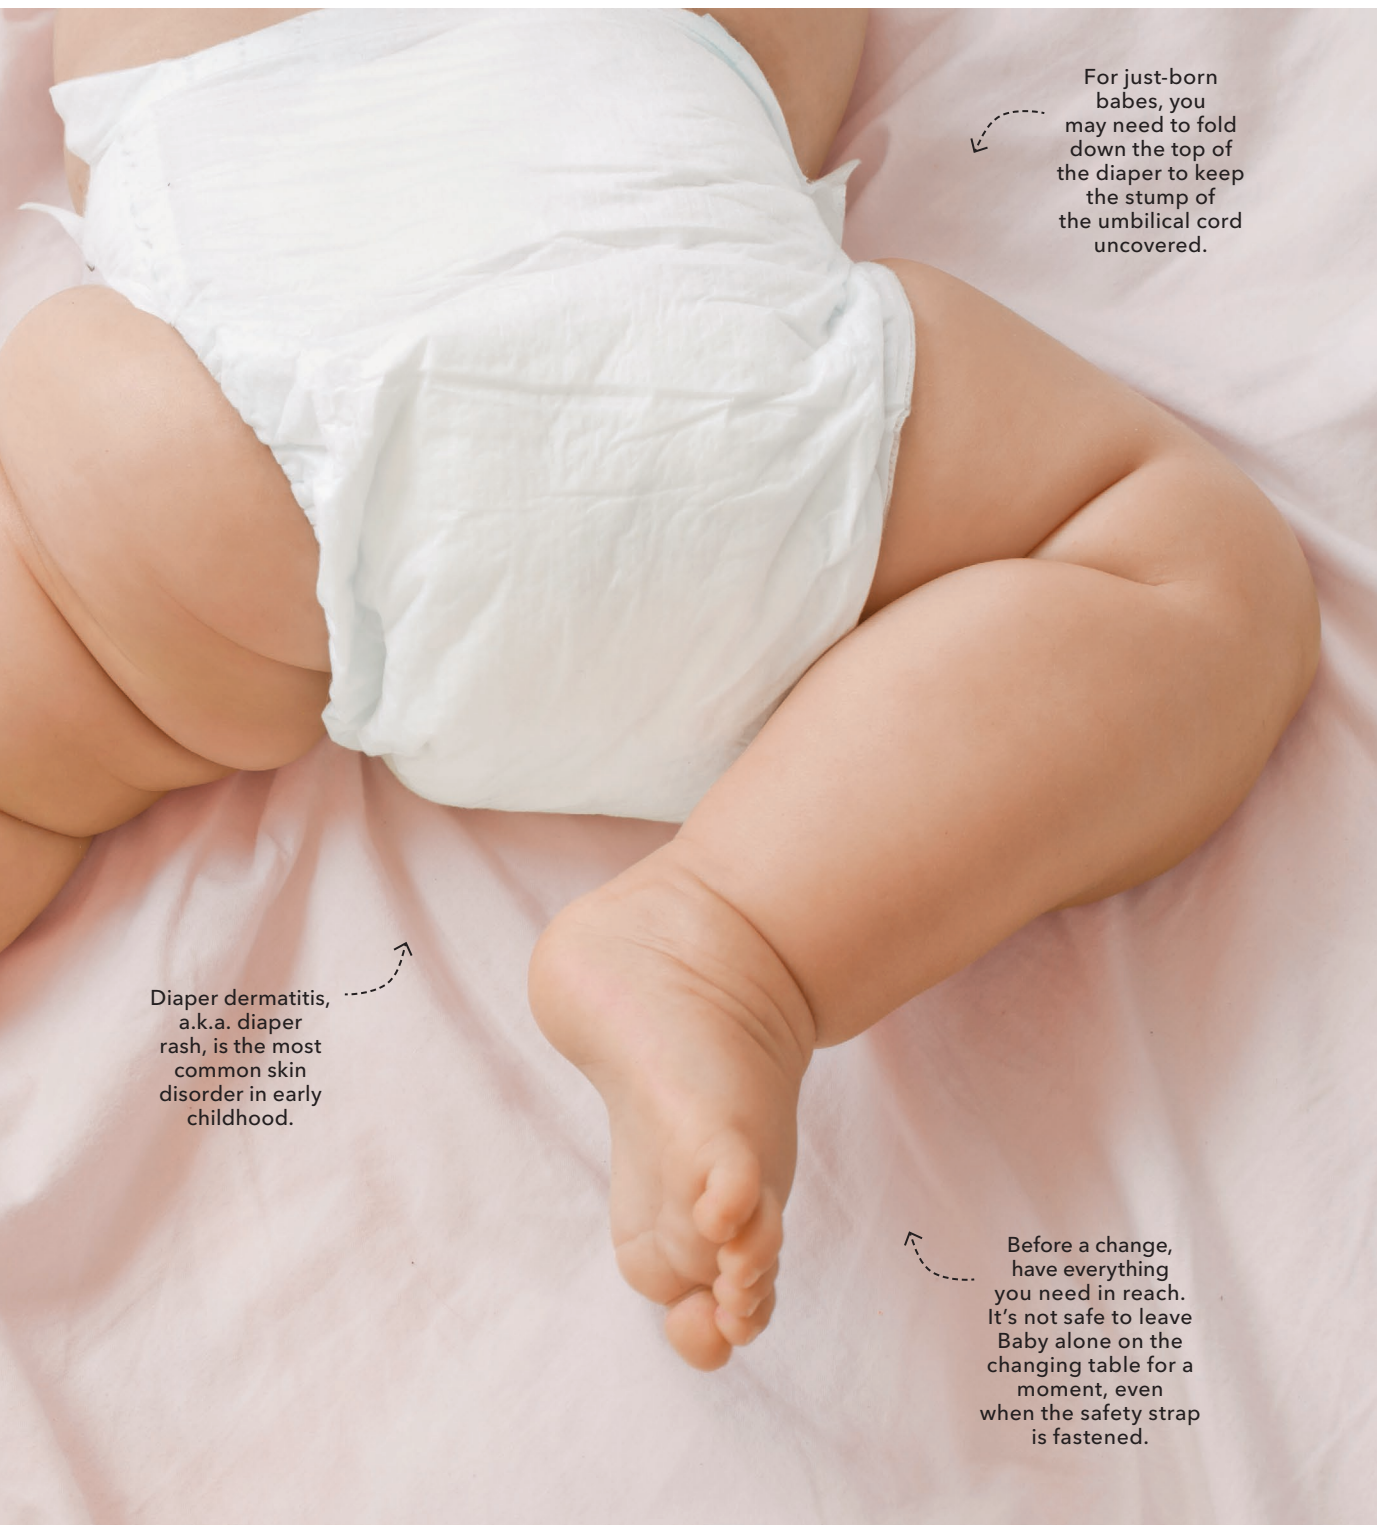 For just-born
babes, you
may need to fold
down the top of
the diaper to keep
the stump of
the umbilical cord
uncovered.
Diaper dermatitis,
a.k.a. diaper
rash, is the most
common skin
disorder in early
childhood.
Before a change,
have everything
you need in reach.
It’s not safe to leave
Baby alone on the
changing table for a
moment, even
when the safety strap
is fastened.